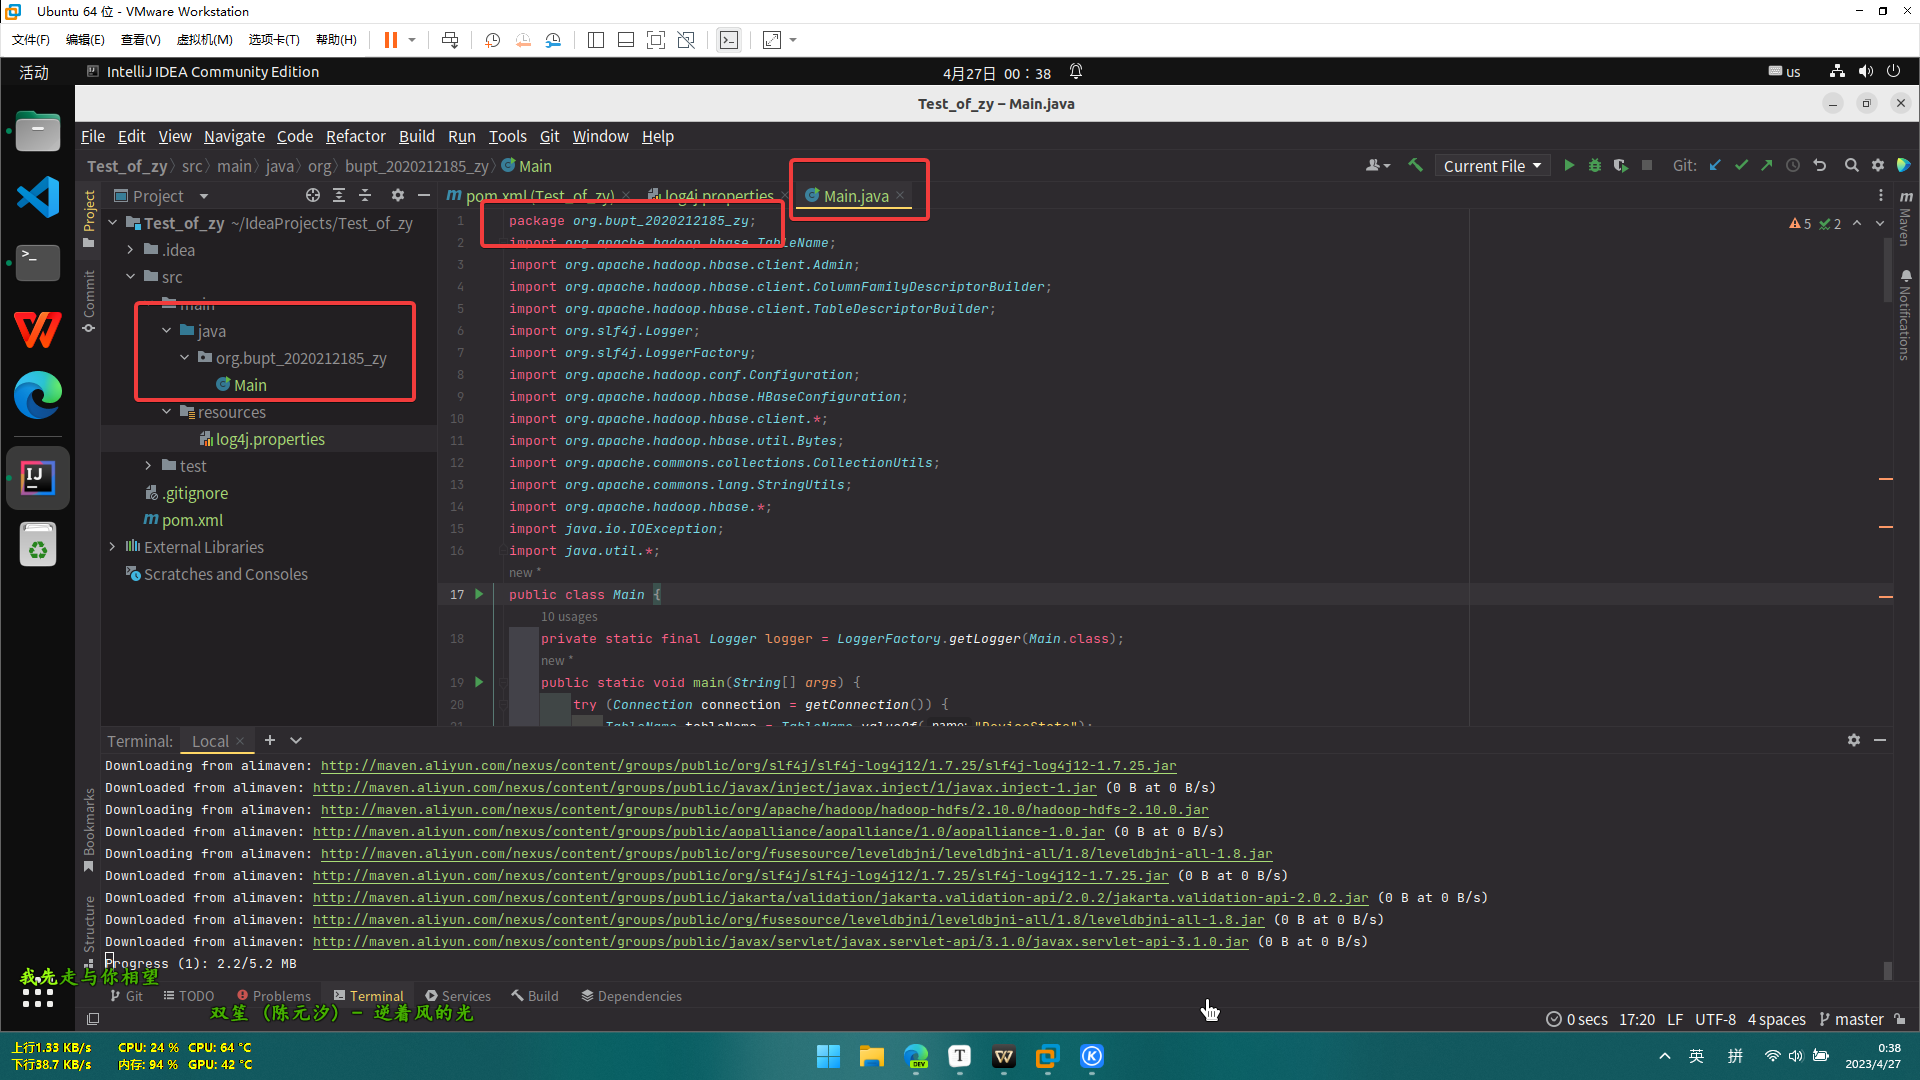 Ubuntu 64 位 - VMware Workstation
文件(F) 编辑(E) 查看(V) 虚拟机(M) 选项卡(T) 帮助(H)
活动 IntelliJ IDEA Community Edition 4月27日 00：38 us
Test_of_zy – Main.java
File Edit View Navigate Code Refactor Build Run Tools Git Window Help
Test_of_zy src main java org bupt_2020212185_zy Main Current File Git:
Project
pom.xml (Test_of_zy) log4j.properties Main.java
Test_of_zy ~/IdeaProjects/Test_of_zy
.idea
src
main
java
org.bupt_2020212185_zy
Main
resources
log4j.properties
test
.gitignore
pom.xml
External Libraries
Scratches and Consoles
Project
Commit
Bookmarks
Structure
Maven
Notifications
5 2
1 package org.bupt_2020212185_zy;
2 import org.apache.hadoop.hbase.TableName;
3 import org.apache.hadoop.hbase.client.Admin;
4 import org.apache.hadoop.hbase.client.ColumnFamilyDescriptorBuilder;
5 import org.apache.hadoop.hbase.client.TableDescriptorBuilder;
6 import org.slf4j.Logger;
7 import org.slf4j.LoggerFactory;
8 import org.apache.hadoop.conf.Configuration;
9 import org.apache.hadoop.hbase.HBaseConfiguration;
10 import org.apache.hadoop.hbase.client.*;
11 import org.apache.hadoop.hbase.util.Bytes;
12 import org.apache.commons.collections.CollectionUtils;
13 import org.apache.commons.lang.StringUtils;
14 import org.apache.hadoop.hbase.*;
15 import java.io.IOException;
16 import java.util.*;
new *
17 public class Main {
10 usages
18 private static final Logger logger = LoggerFactory.getLogger(Main.class);
new *
19 public static void main(String[] args) {
20 try (Connection connection = getConnection()) {
21 TableName tableName = TableName.valueOf( name: "DeviceState");
Terminal: Local
Downloading from alimaven: http://maven.aliyun.com/nexus/content/groups/public/org/slf4j/slf4j-log4j12/1.7.25/slf4j-log4j12-1.7.25.jar
Downloaded from alimaven: http://maven.aliyun.com/nexus/content/groups/public/javax/inject/javax.inject/1/javax.inject-1.jar (0 B at 0 B/s)
Downloading from alimaven: http://maven.aliyun.com/nexus/content/groups/public/org/apache/hadoop/hadoop-hdfs/2.10.0/hadoop-hdfs-2.10.0.jar
Downloaded from alimaven: http://maven.aliyun.com/nexus/content/groups/public/aopalliance/aopalliance/1.0/aopalliance-1.0.jar (0 B at 0 B/s)
Downloading from alimaven: http://maven.aliyun.com/nexus/content/groups/public/org/fusesource/leveldbjni/leveldbjni-all/1.8/leveldbjni-all-1.8.jar
Downloaded from alimaven: http://maven.aliyun.com/nexus/content/groups/public/org/slf4j/slf4j-log4j12/1.7.25/slf4j-log4j12-1.7.25.jar (0 B at 0 B/s)
Downloaded from alimaven: http://maven.aliyun.com/nexus/content/groups/public/jakarta/validation/jakarta.validation-api/2.0.2/jakarta.validation-api-2.0.2.jar (0 B at 0 B/s)
Downloaded from alimaven: http://maven.aliyun.com/nexus/content/groups/public/org/fusesource/leveldbjni/leveldbjni-all/1.8/leveldbjni-all-1.8.jar (0 B at 0 B/s)
Downloaded from alimaven: http://maven.aliyun.com/nexus/content/groups/public/javax/servlet/javax.servlet-api/3.1.0/javax.servlet-api-3.1.0.jar (0 B at 0 B/s)
Progress (1): 2.2/5.2 MB
我先走与你相望
Git TODO Problems Terminal Services Build Dependencies
双笙 (陈元汐) - 逆着风的光
0 secs 17:20 LF UTF-8 4 spaces master
上行1.33 KB/s CPU: 24 % CPU: 64 °C
下行38.7 KB/s 内存: 94 % GPU: 42 °C
英 拼 0:38
2023/4/27